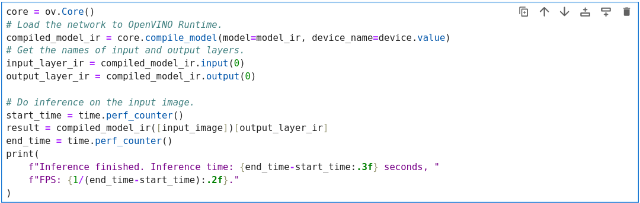 core = ov.Core()
# Load the network to OpenVINO Runtime.
compiled_model_ir = core.compile_model(model=model_ir, device_name=device.value)
# Get the names of input and output layers.
input_layer_ir = compiled_model_ir.input(0)
output_layer_ir = compiled_model_ir.output(0)

# Do inference on the input image.
start_time = time.perf_counter()
result = compiled_model_ir([input_image])[output_layer_ir]
end_time = time.perf_counter()
print(
    f"Inference finished. Inference time: {end_time-start_time:.3f} seconds, "
    f"FPS: {1/(end_time-start_time):.2f}."
)